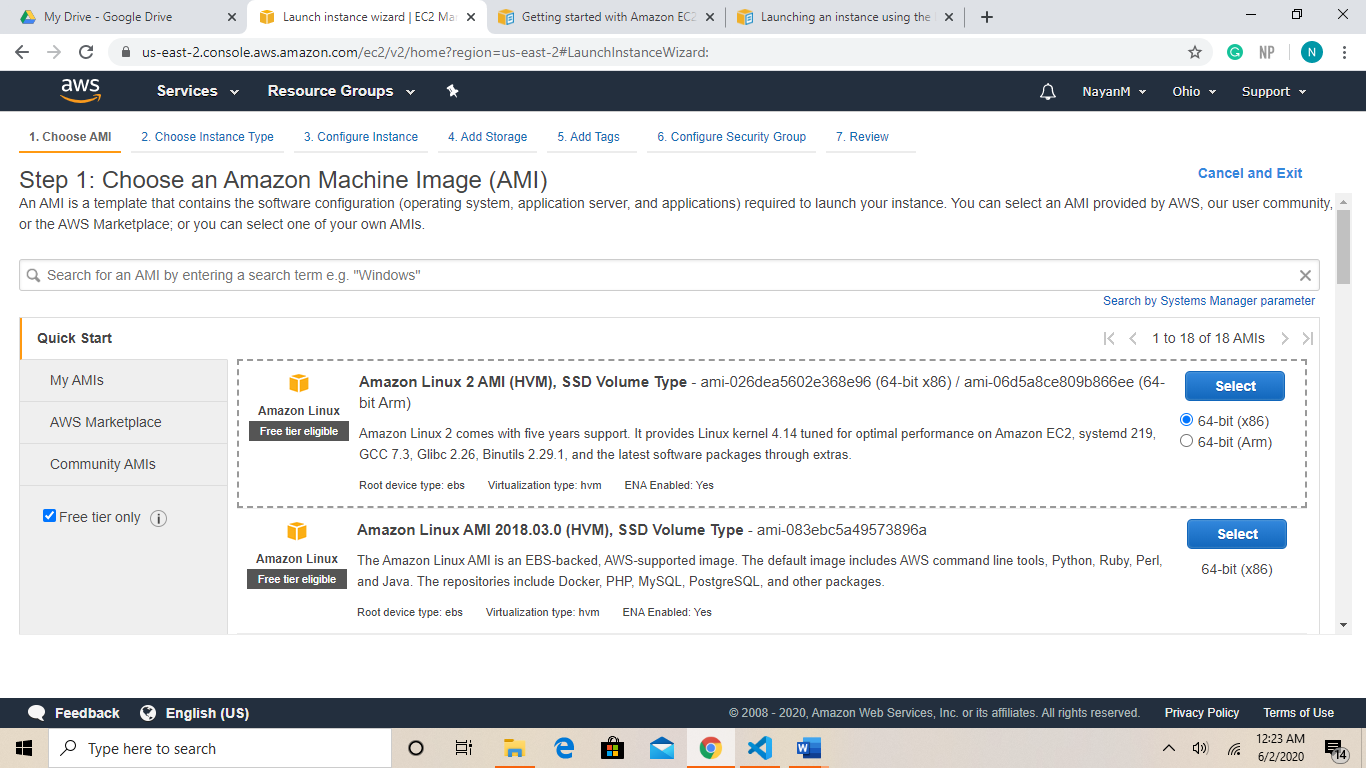 My Drive - Google Drive
Launch instance wizard | EC2 Ma
Getting started with Amazon EC2
Launching an instance using the
us-east-2.console.aws.amazon.com/ec2/v2/home?region=us-east-2#LaunchInstanceWizard:
NP
N
aws
Services
Resource Groups
NayanM
Ohio
Support
1. Choose AMI
2. Choose Instance Type
3. Configure Instance
4. Add Storage
5. Add Tags
6. Configure Security Group
7. Review
Step 1: Choose an Amazon Machine Image (AMI)
Cancel and Exit
An AMI is a template that contains the software configuration (operating system, application server, and applications) required to launch your instance. You can select an AMI provided by AWS, our user community,
or the AWS Marketplace; or you can select one of your own AMIs.
Search for an AMI by entering a search term e.g. "Windows"
Search by Systems Manager parameter
Quick Start
1 to 18 of 18 AMIs
My AMIs
AWS Marketplace
Community AMIs
Free tier only
i
Amazon Linux
Free tier eligible
Amazon Linux 2 AMI (HVM), SSD Volume Type - ami-026dea5602e368e96 (64-bit x86) / ami-06d5a8ce809b866ee (64-
bit Arm)
Amazon Linux 2 comes with five years support. It provides Linux kernel 4.14 tuned for optimal performance on Amazon EC2, systemd 219,
GCC 7.3, Glibc 2.26, Binutils 2.29.1, and the latest software packages through extras.
Root device type: ebs Virtualization type: hvm ENA Enabled: Yes
Select
64-bit (x86)
64-bit (Arm)
Amazon Linux
Free tier eligible
Amazon Linux AMI 2018.03.0 (HVM), SSD Volume Type - ami-083ebc5a49573896a
The Amazon Linux AMI is an EBS-backed, AWS-supported image. The default image includes AWS command line tools, Python, Ruby, Perl,
and Java. The repositories include Docker, PHP, MySQL, PostgreSQL, and other packages.
Root device type: ebs Virtualization type: hvm ENA Enabled: Yes
Select
64-bit (x86)
Feedback
English (US)
© 2008 - 2020, Amazon Web Services, Inc. or its affiliates. All rights reserved.
Privacy Policy
Terms of Use
Type here to search
12:23 AM
6/2/2020
14